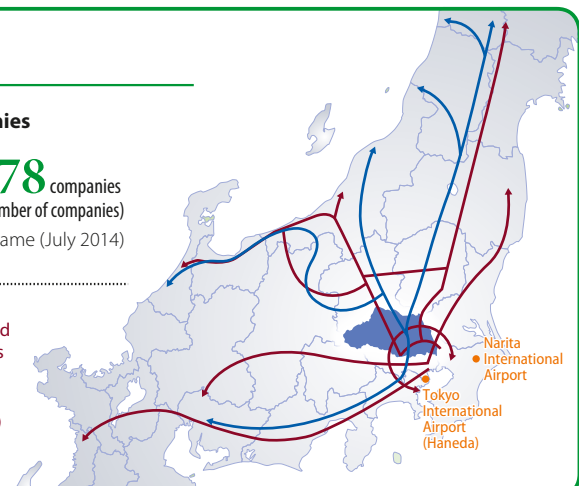 nies
78 companies
mber of companies)
ame (July 2014)
d
s
)
Narita
International
Airport
Tokyo
International
Airport
(Haneda)